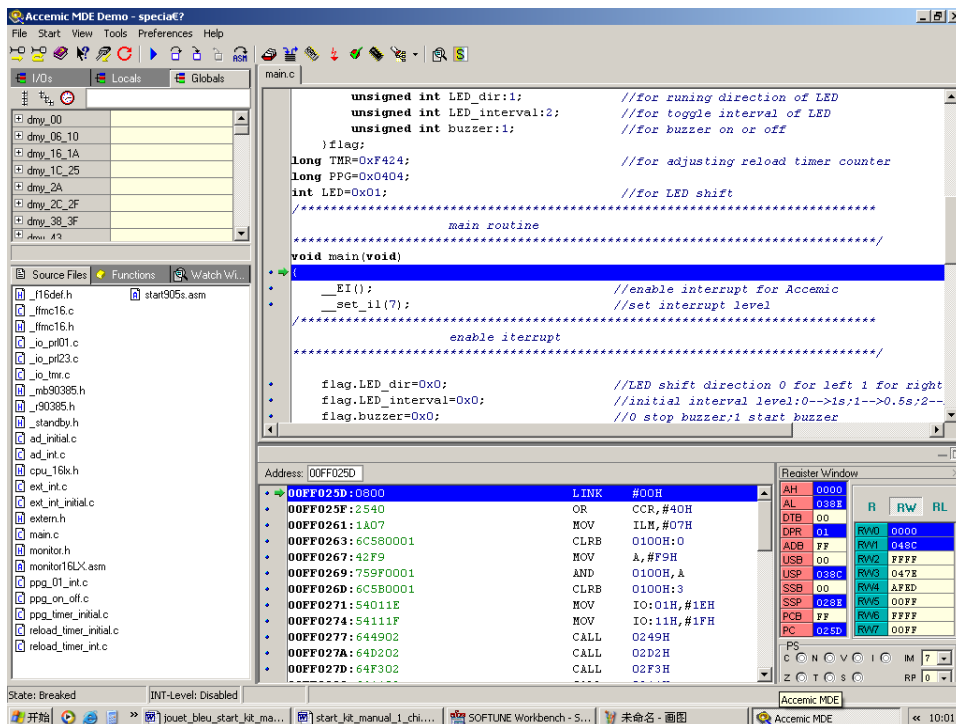 Accemic MDE Demo - specia€?
File Start View Tools Preferences Help
ASM
S
I/Os Locals Globals
dmy_00
dmy_06_10
dmy_16_1A
dmy_1C_25
dmy_2A
dmy_2C_2F
dmy_38_3F
dmy_43
Source Files Functions Watch Wi...
_f16def.h
_ffmc16.c
_ffmc16.h
_io_prl01.c
_io_prl23.c
_io_tmr.c
_mb90385.h
_r90385.h
_standby.h
ad_initial.c
ad_int.c
cpu_16lx.h
ext_int.c
ext_int_initial.c
extern.h
main.c
monitor.h
monitor16LX.asm
ppg_01_int.c
ppg_on_off.c
ppg_timer_initial.c
reload_timer_initial.c
reload_timer_int.c
start905s.asm
main.c
unsigned int LED_dir:1; //for runing direction of LED
unsigned int LED_interval:2; //for toggle interval of LED
unsigned int buzzer:1; //for buzzer on or off
}flag;
long TMR=0xF424; //for adjusting reload timer counter
long PPG=0x0404;
int LED=0x01; //for LED shift
/*****************************************************************************
main routine
*****************************************************************************/
void main(void)
{
__EI(); //enable interrupt for Accemic
__set_il(7); //set interrupt level
/*****************************************************************************
enable iterrupt
*****************************************************************************/
flag.LED_dir=0x0; //LED shift direction 0 for left 1 for right
flag.LED_interval=0x0; //initial interval level:0-->1s;1-->0.5s;2--
flag.buzzer=0x0; //0 stop buzzer;1 start buzzer
Address: 00FF025D
00FF025D:0800 LINK #00H
00FF025F:2540 OR CCR,#40H
00FF0261:1A07 MOV ILM,#07H
00FF0263:6C580001 CLRB 0100H:0
00FF0267:42F9 MOV A,#F9H
00FF0269:759F0001 AND 0100H,A
00FF026D:6C5B0001 CLRB 0100H:3
00FF0271:54011E MOV IO:01H,#1EH
00FF0274:54111F MOV IO:11H,#1FH
00FF0277:644902 CALL 0249H
00FF027A:64D202 CALL 02D2H
00FF027D:64F302 CALL 02F3H
Register Window
AH 0000
AL 038E
DTB 00
DPR 01
ADB FF
USB 00
USP 038C
SSB 00
SSP 028E
PCB FF
PC 025D
R RW RL
RW0 0000
RW1 048C
RW2 FFFF
RW3 047E
RW4 AFED
RW5 00FF
RW6 FFFF
RW7 00FF
PS
C N V I IM 7
Z T S RP 0
State: Breaked INT-Level: Disabled
Accemic MDE
开始 » jouet_bleu_start_kit_ma... start_kit_manual_1_chi.... SOFTUNE Workbench - S... 未命名 - 画图 Accemic MDE « 10:01